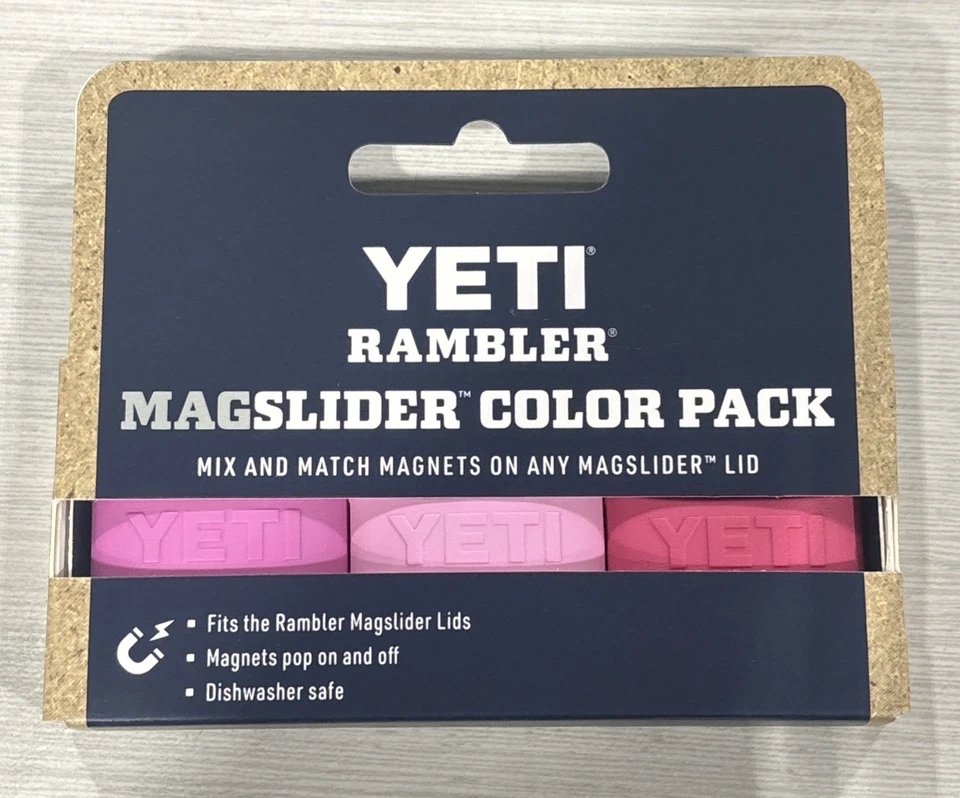 YETI®
RAMBLER®
MAGSLIDER™ COLOR PACK
MIX AND MATCH MAGNETS ON ANY MAGSLIDER™ LID
YETI YETI YETI
▪ Fits the Rambler Magslider Lids
▪ Magnets pop on and off
▪ Dishwasher safe